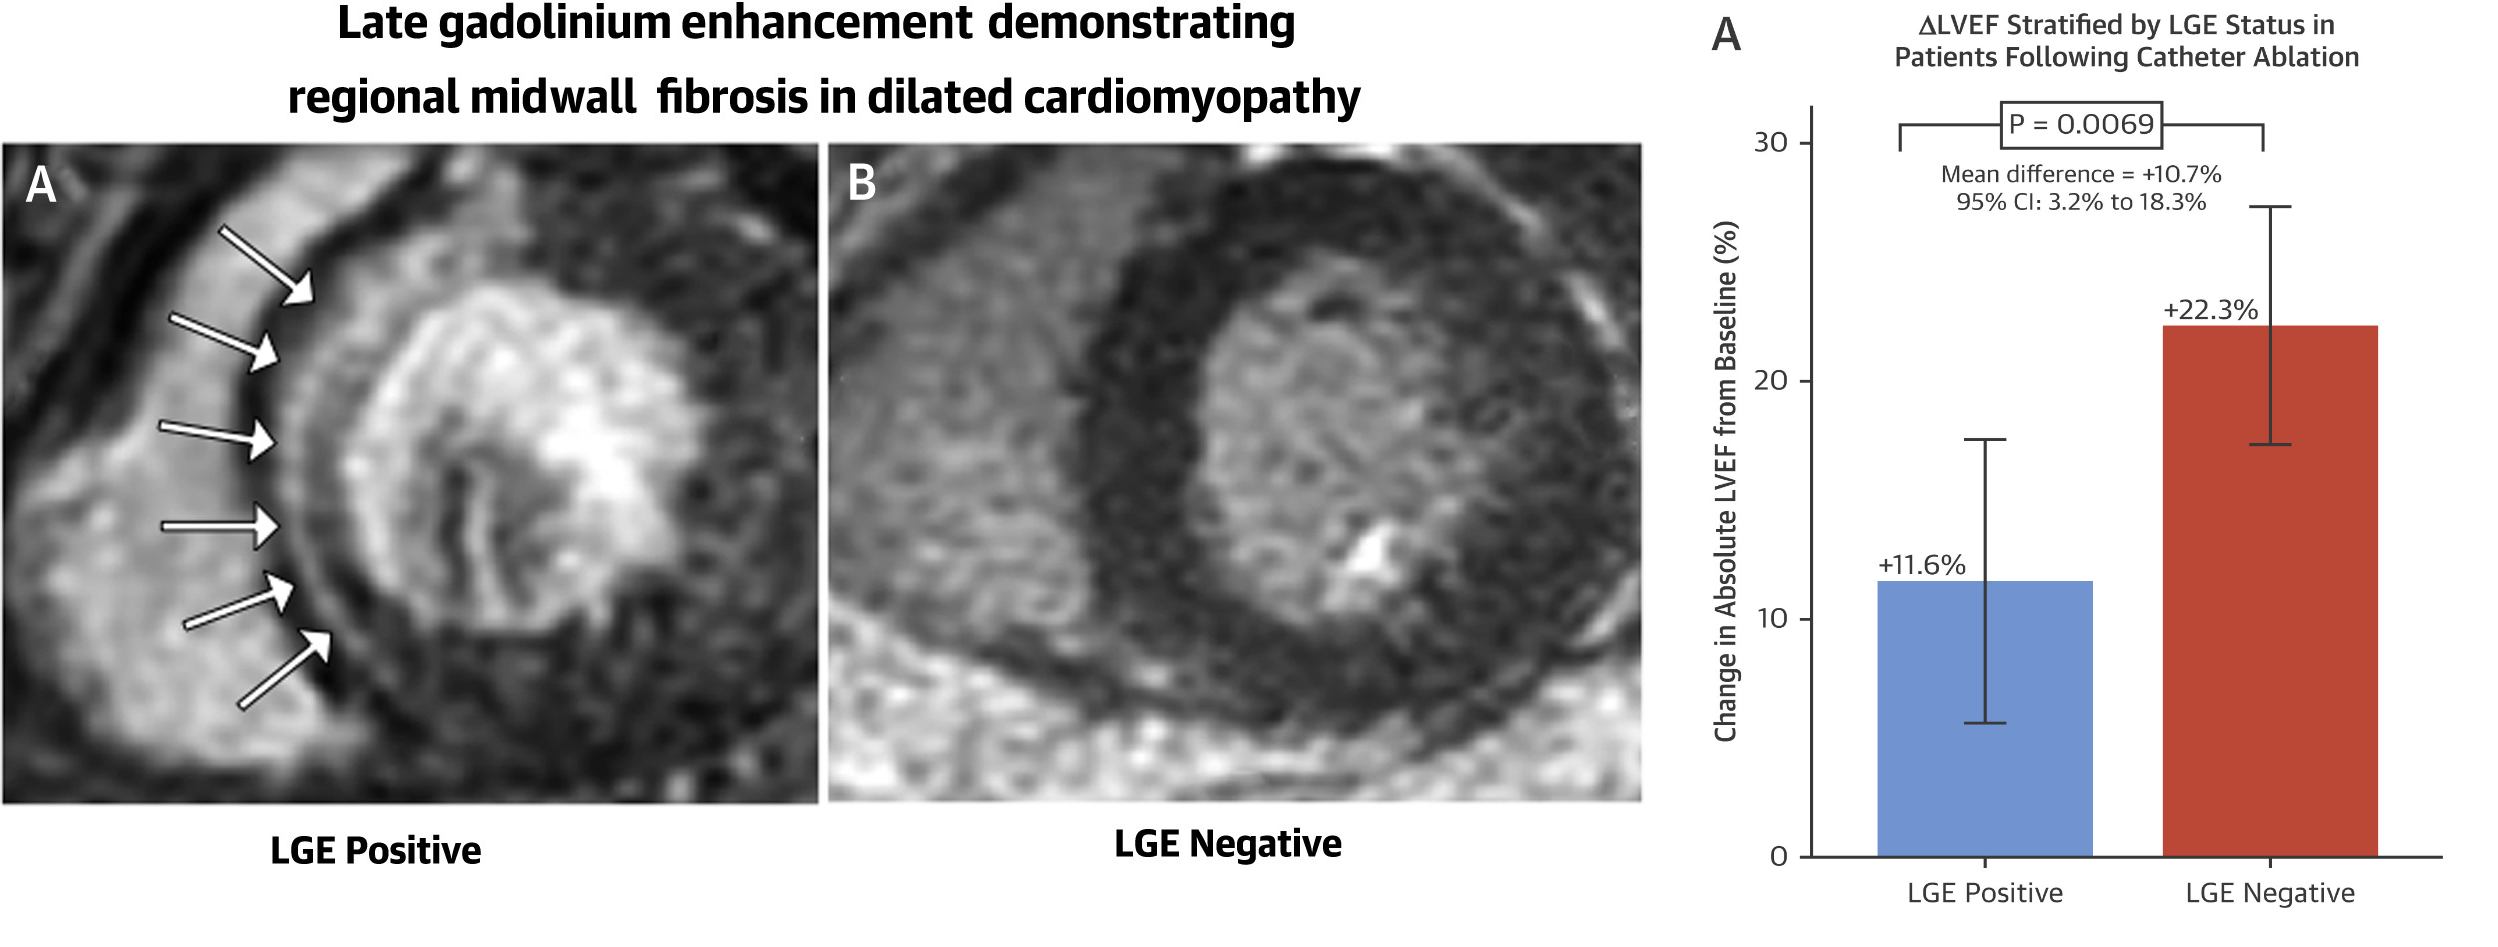 Late gadolinium enhancement demonstrating
regional midwall fibrosis in dilated cardiomyopathy
A
B
LGE Positive
LGE Negative
A
ΔLVEF Stratified by LGE Status in
Patients Following Catheter Ablation
P = 0.0069
Mean difference = +10.7%
95% CI: 3.2% to 18.3%
Change in Absolute LVEF from Baseline (%)
30
20
10
0
+11.6%
+22.3%
LGE Positive
LGE Negative